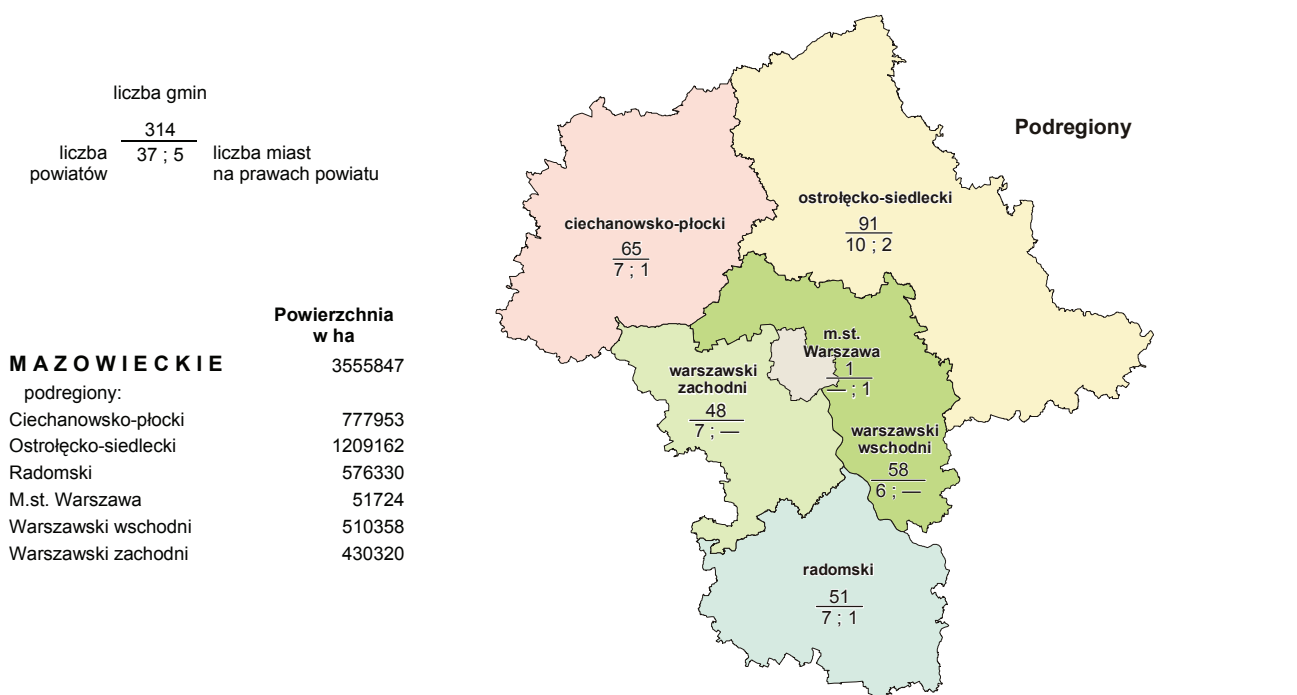 liczba gmin
314
liczba powiatów
37 ; 5
liczba miast
na prawach powiatu
Powierzchnia
w ha
MAZOWIECKIE 3555847
podregiony:
Ciechanowsko-płocki 777953
Ostrołęcko-siedlecki 1209162
Radomski 576330
M.st. Warszawa 51724
Warszawski wschodni 510358
Warszawski zachodni 430320
Podregiony
ostrołęcko-siedlecki
91
10 ; 2
ciechanowsko-płocki
65
7 ; 1
m.st.
Warszawa
1
— ; 1
warszawski
zachodni
48
7 ; —
warszawski
wschodni
58
6 ; —
radomski
51
7 ; 1